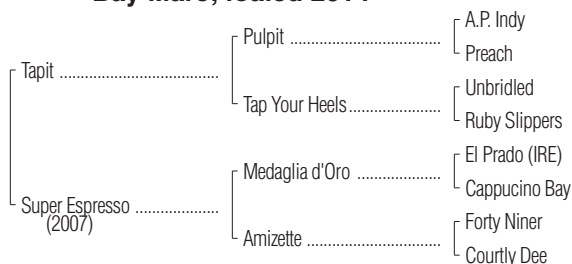 Bay Mare, foaled 2014
A.P. Indy
Pulpit ........................................
Preach
Tapit ..........................................
Unbridled
Tap Your Heels.......................
Ruby Slippers
El Prado (IRE)
Medaglia d'Oro ......................
Cappucino Bay
Super Espresso ......................
(2007)
Forty Niner
Amizette ...................................
Courtly Dee